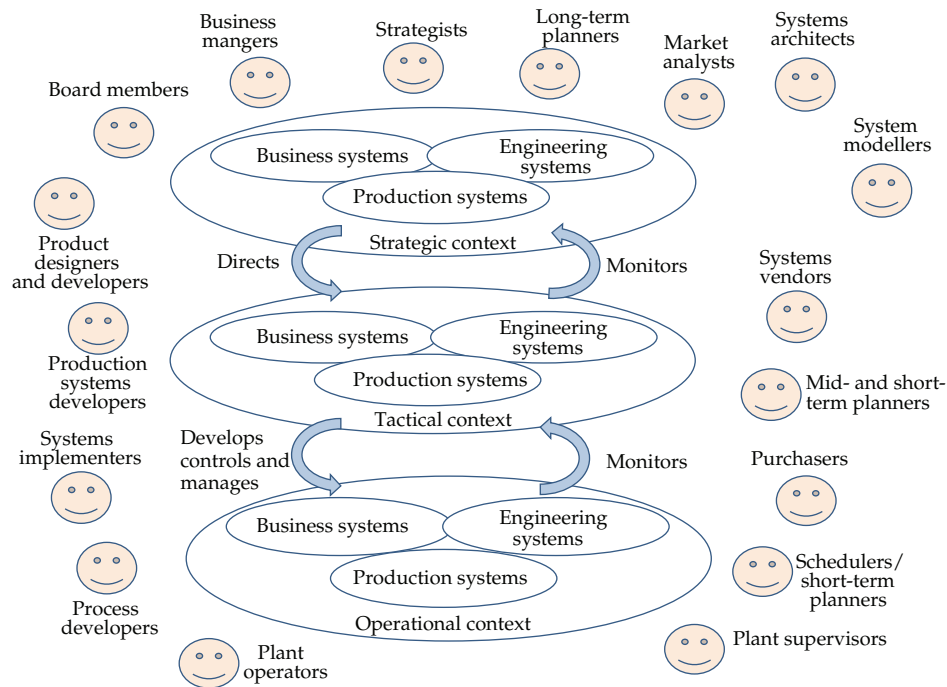 Business
mangers
Strategists
Long-term
planners
Market
analysts
Systems
architects
Board members
System
modellers
Business systems
Engineering
systems
Production systems
Strategic context
Product
designers
and developers
Directs
Monitors
Systems
vendors
Business systems
Engineering
systems
Production systems
Tactical context
Production
systems
developers
Mid- and short-
term planners
Systems
implementers
Develops
controls and
manages
Monitors
Purchasers
Business systems
Engineering
systems
Production systems
Operational context
Process
developers
Schedulers/
short-term
planners
Plant
operators
Plant supervisors